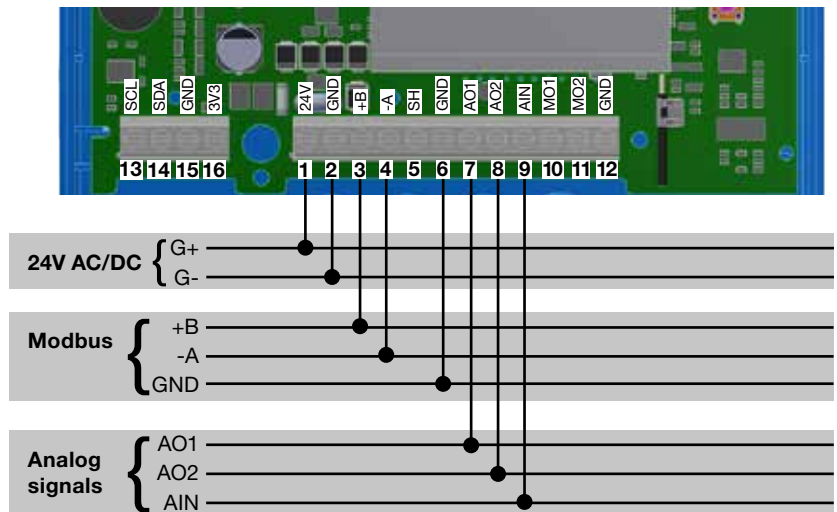 SCL SDA GND 3V3 24V GND +B -A SH GND AO1 AO2 AIN MO1 MO2 GND
13 14 15 16 1 2 3 4 5 6 7 8 9 10 11 12
24V AC/DC { G+
G-
Modbus { +B
-A
GND
Analog signals { AO1
AO2
AIN